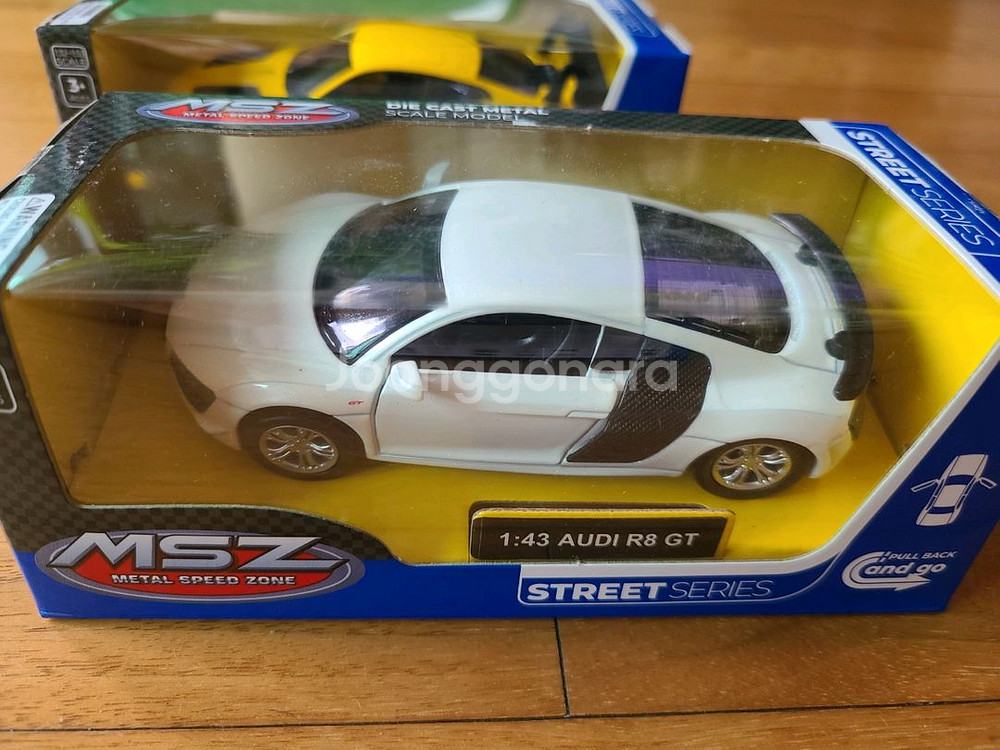 3+
MSZ
METAL SPEED ZONE
DIE CAST METAL
SCALE MODEL
STREET SERIES
Joonggonara
GT
1:43 AUDI R8 GT
MSZ
METAL SPEED ZONE
STREET SERIES
PULL BACK
and go